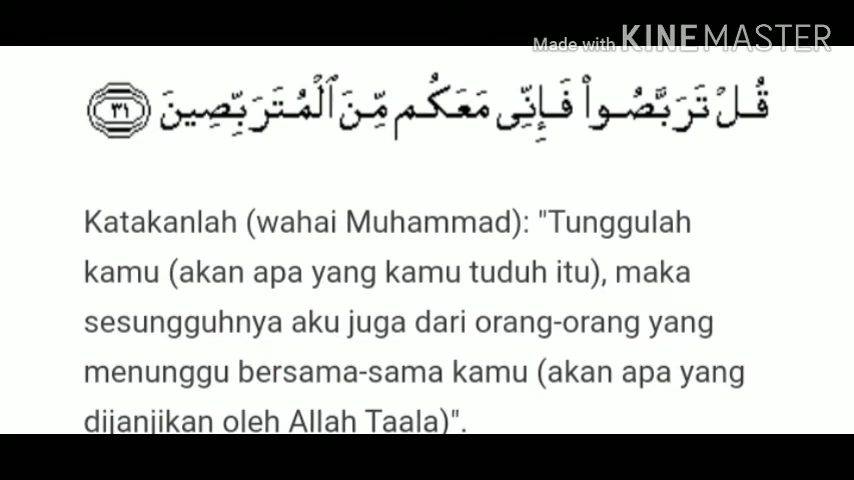 Made with KINEMASTER
قُلْ تَرَبَّصُوا۟ فَإِنِّى مَعَكُم مِّنَ ٱلْمُتَرَبِّصِينَ ٣١
Katakanlah (wahai Muhammad): "Tunggulah
kamu (akan apa yang kamu tuduh itu), maka
sesungguhnya aku juga dari orang-orang yang
menunggu bersama-sama kamu (akan apa yang
dijanjikan oleh Allah Taala)".